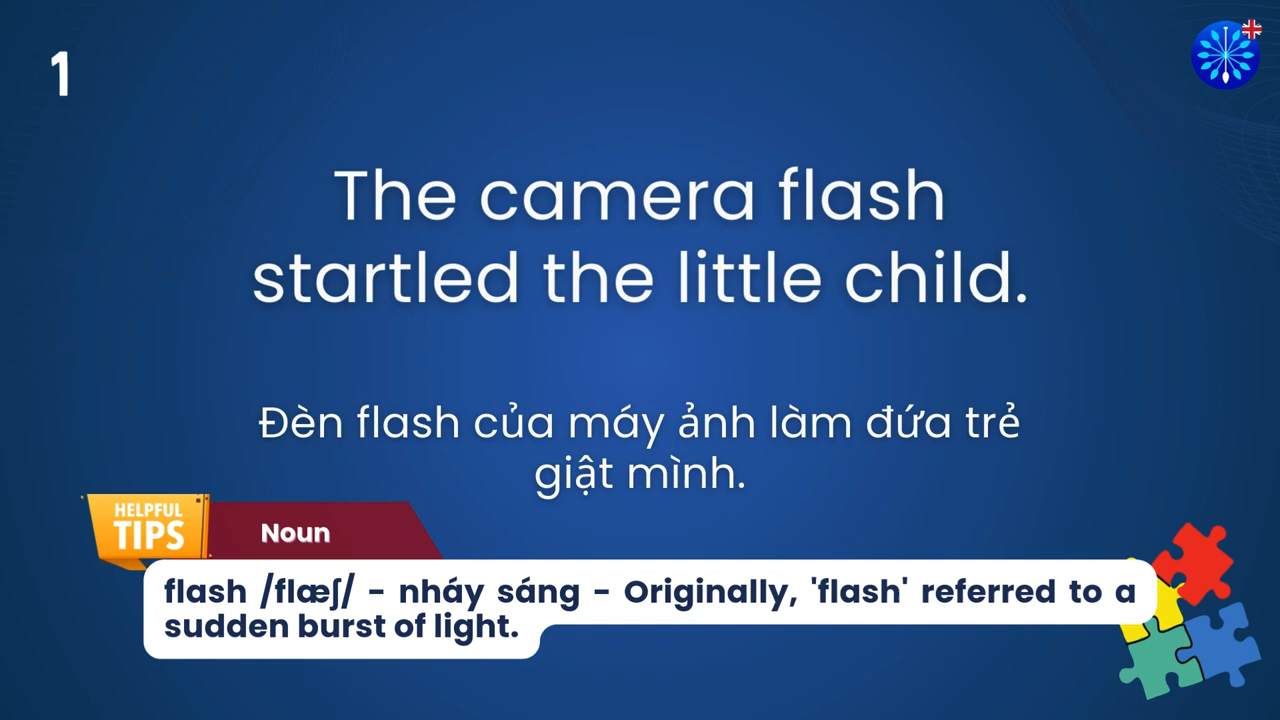 1
The camera flash
startled the little child.
Đèn flash của máy ảnh làm đứa trẻ
giật mình.
HELPFUL
TIPS
Noun
flash /flæʃ/ - nháy sáng - Originally, 'flash' referred to a
sudden burst of light.